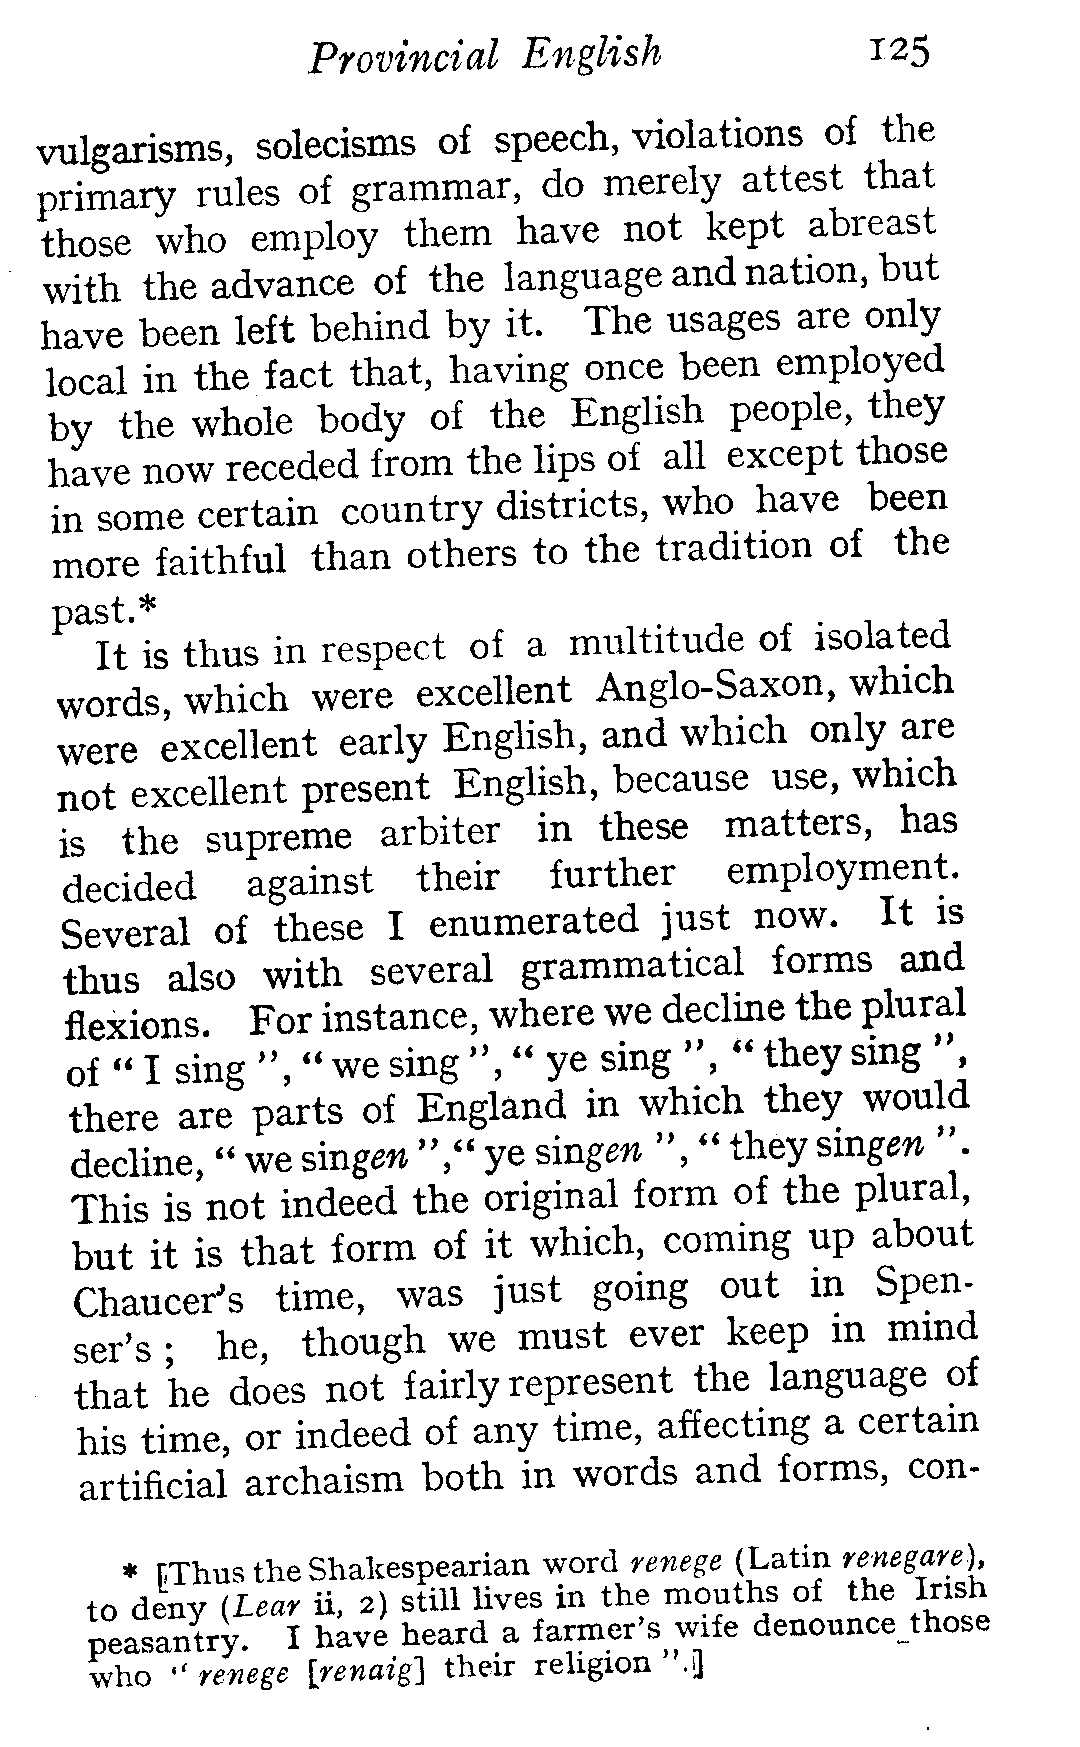 Provincial English 125
vulgarisms, solecisms of speech, violations of the
primary rules of grammar, do merely attest that
those who employ them have not kept abreast
with the advance of the language and nation, but
have been left behind by it. The usages are only
local in the fact that, having once been employed
by the whole body of the English people, they
have now receded from the lips of all except those
in some certain country districts, who have been
more faithful than others to the tradition of the
past.*
It is thus in respect of a multitude of isolated
words, which were excellent Anglo-Saxon, which
were excellent early English, and which only are
not excellent present English, because use, which
is the supreme arbiter in these matters, has
decided against their further employment.
Several of these I enumerated just now. It is
thus also with several grammatical forms and
flexions. For instance, where we decline the plural
of “ I sing ”, “ we sing ”, “ ye sing ”, “ they sing ”,
there are parts of England in which they would
decline, “ we singen ”,“ ye singen ”, “ they singen ”.
This is not indeed the original form of the plural,
but it is that form of it which, coming up about
Chaucer's time, was just going out in Spen-
ser's ; he, though we must ever keep in mind
that he does not fairly represent the language of
his time, or indeed of any time, affecting a certain
artificial archaism both in words and forms, con-
* [Thus the Shakespearian word renege (Latin renegare),
to deny (Lear ii, 2) still lives in the mouths of the Irish
peasantry. I have heard a farmer's wife denounce those
who “ renege [renaig] their religion ”.]